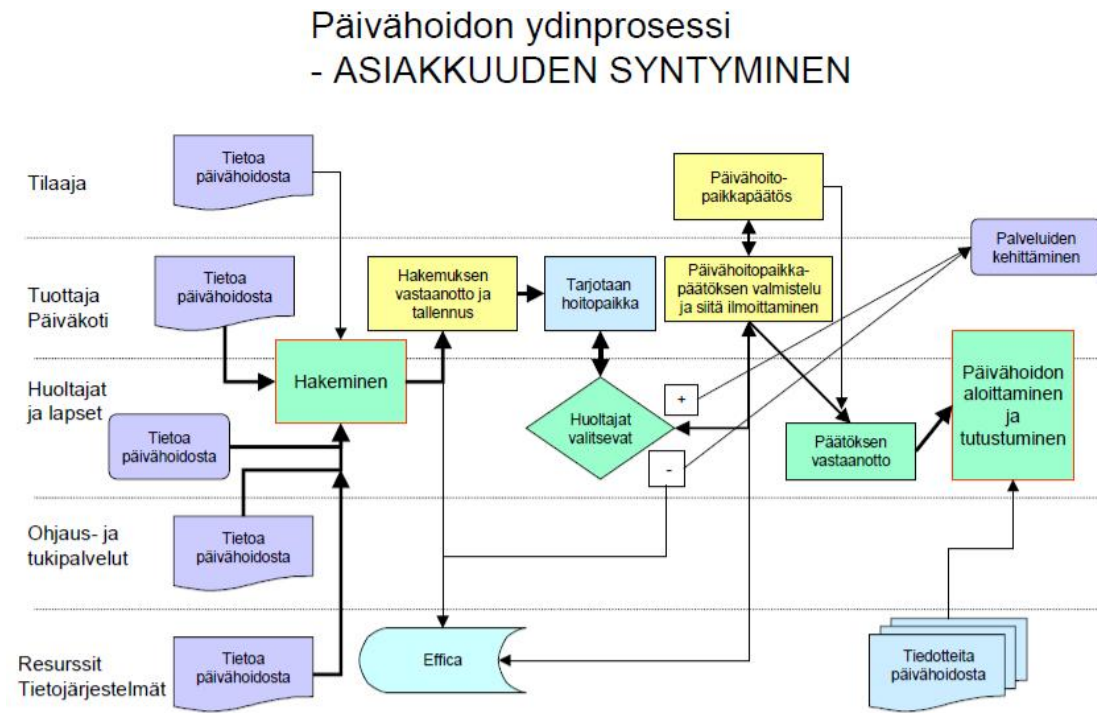 Päivähoidon ydinprosessi
- ASIAKKUUDEN SYNTYMINEN
Tilaaja
Tietoa
päivähoidosta
Päivähoito-
paikkapäätös
Tuottaja
Päiväkoti
Tietoa
päivähoidosta
Hakemuksen
vastaanotto ja
tallennus
Tarjotaan
hoitopaikka
Päivähoitopaikka-
päätöksen valmistelu
ja siitä ilmoittaminen
Palveluiden
kehittäminen
Huoltajat
ja lapset
Hakeminen
Tietoa
päivähoidosta
Huoltajat
valitsevat
+
-
Päätöksen
vastaanotto
Päivähoidon
aloittaminen
ja
tutustuminen
Ohjaus- ja
tukipalvelut
Tietoa
päivähoidosta
Resurssit
Tietojärjestelmät
Tietoa
päivähoidosta
Effica
Tiedotteita
päivähoidosta